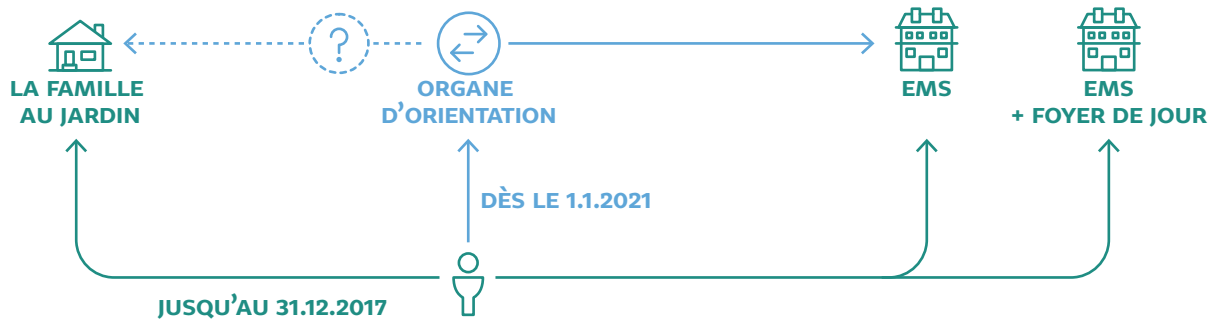 ?
LA FAMILLE
AU JARDIN
ORGANE
D'ORIENTATION
EMS
EMS
+ FOYER DE JOUR
DÈS LE 1.1.2021
JUSQU'AU 31.12.2017